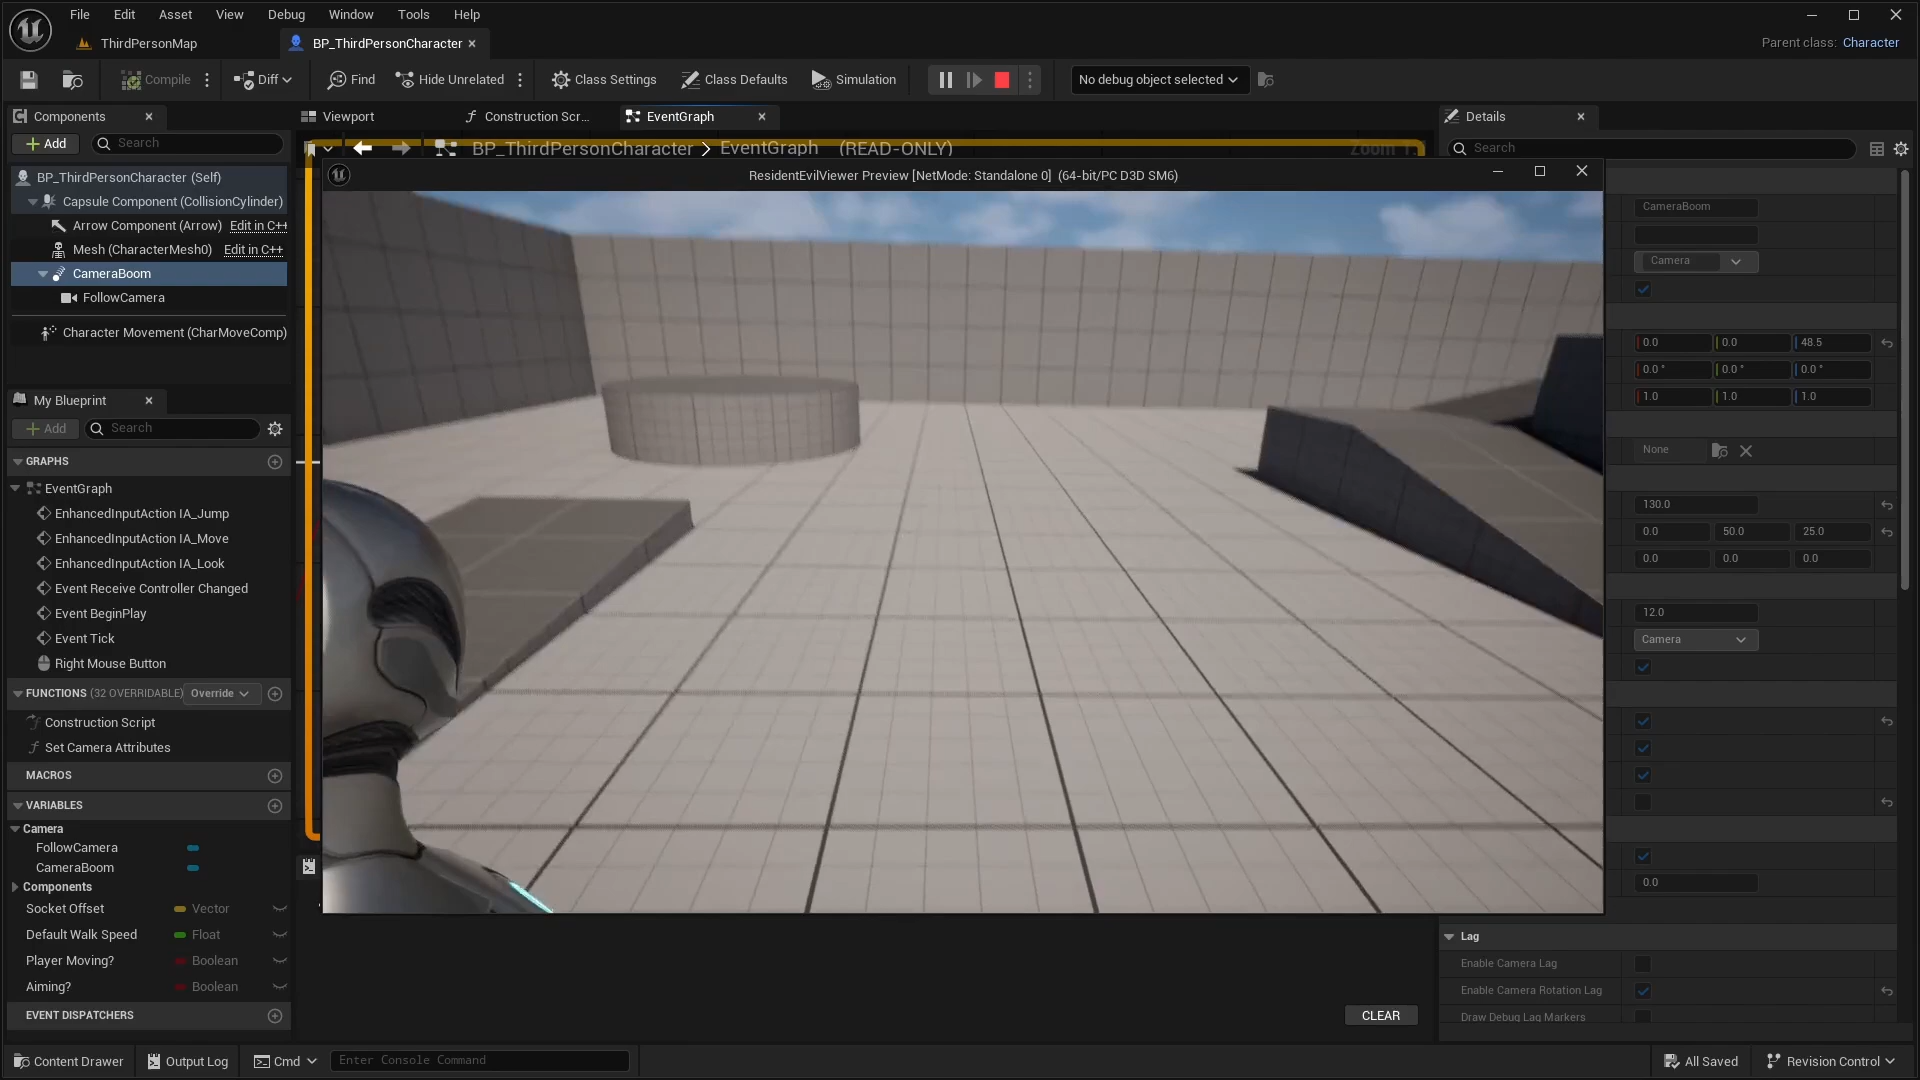 File Edit Asset View Debug Window Tools Help
ThirdPersonMap
BP_ThirdPersonCharacter
Parent class: Character
Compile
Diff
Find
Hide Unrelated
Class Settings
Class Defaults
Simulation
No debug object selected
Components
Viewport
Construction Scr...
EventGraph
Details
Add
Search
BP_ThirdPersonCharacter > EventGraph (READ-ONLY)
Search
BP_ThirdPersonCharacter (Self)
Capsule Component (CollisionCylinder)
Arrow Component (Arrow) Edit in C++
Mesh (CharacterMesh0) Edit in C++
CameraBoom
FollowCamera
Character Movement (CharMoveComp)
ResidentEvilViewer Preview [NetMode: Standalone 0] (64-bit/PC D3D SM6)
My Blueprint
Add
Search
GRAPHS
EventGraph
EnhancedInputAction IA_Jump
EnhancedInputAction IA_Move
EnhancedInputAction IA_Look
Event Receive Controller Changed
Event BeginPlay
Event Tick
Right Mouse Button
FUNCTIONS (32 OVERRIDABLE) Override
Construction Script
Set Camera Attributes
MACROS
VARIABLES
Camera
FollowCamera
CameraBoom
Components
Socket Offset Vector
Default Walk Speed Float
Player Moving? Boolean
Aiming? Boolean
EVENT DISPATCHERS
CameraBoom
Camera
0.0 0.0 48.5
0.0 ° 0.0 ° 0.0 °
1.0 1.0 1.0
None
130.0
0.0 50.0 25.0
0.0 0.0 0.0
12.0
Camera
0.0
Lag
Enable Camera Lag
Enable Camera Rotation Lag
Draw Debug Lag Markers
CLEAR
Content Drawer
Output Log
Cmd
Enter Console Command
All Saved
Revision Control